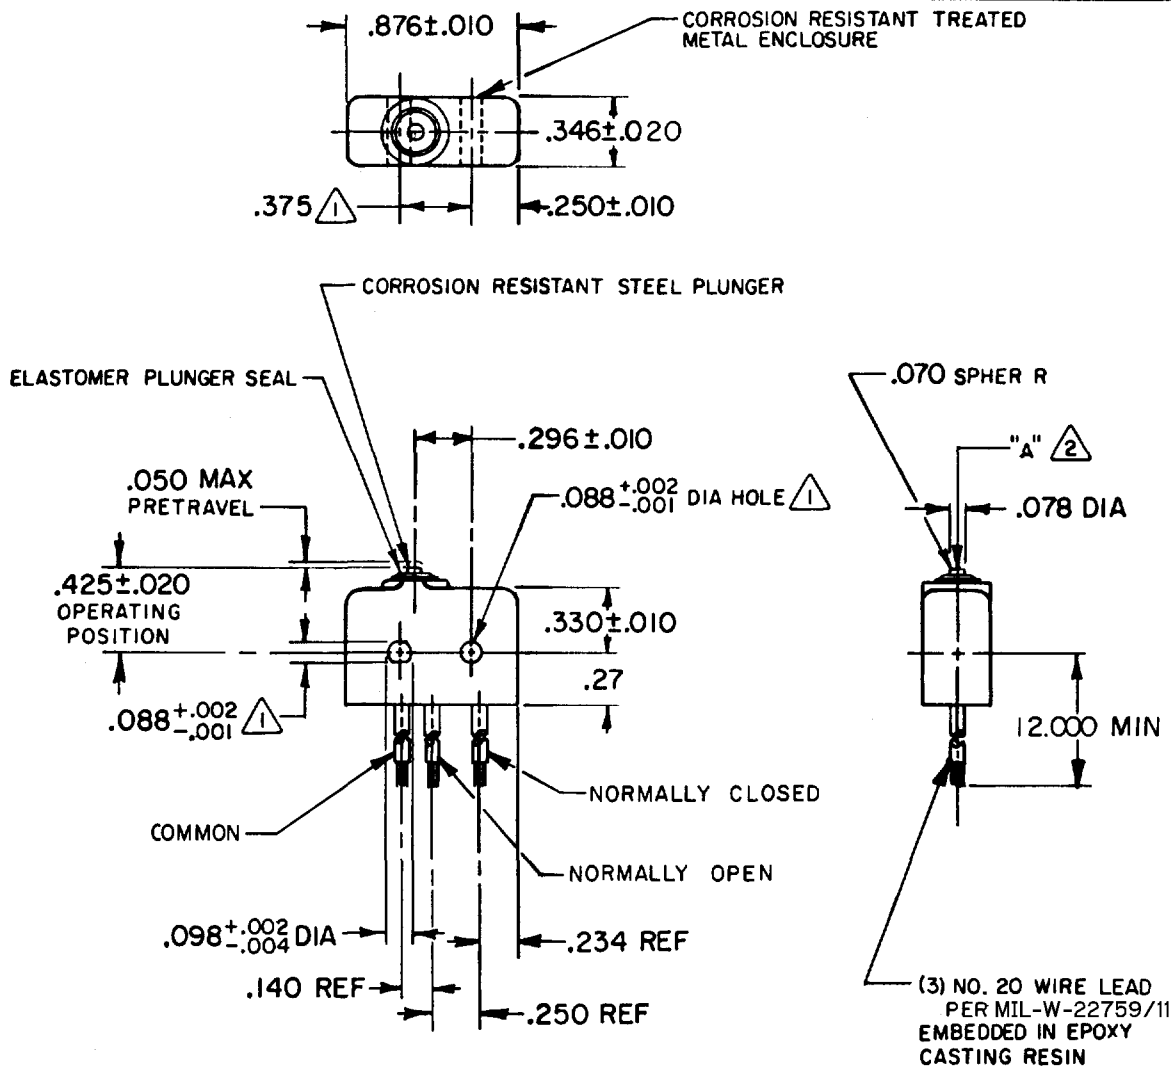 .876±.010
CORROSION RESISTANT TREATED
METAL ENCLOSURE
.346±.020
.375 1
.250±.010
CORROSION RESISTANT STEEL PLUNGER
ELASTOMER PLUNGER SEAL
.070 SPHER R
.296±.010
"A" 2
.050 MAX
PRETRAVEL
.088 +.002 -.001 DIA HOLE 1
.078 DIA
.425±.020
OPERATING
POSITION
.330±.010
.27
.088 +.002 -.001 1
12.000 MIN
NORMALLY CLOSED
COMMON
NORMALLY OPEN
.098 +.002 -.004 DIA
.234 REF
.140 REF
.250 REF
(3) NO. 20 WIRE LEAD
PER MIL-W-22759/11
EMBEDDED IN EPOXY
CASTING RESIN